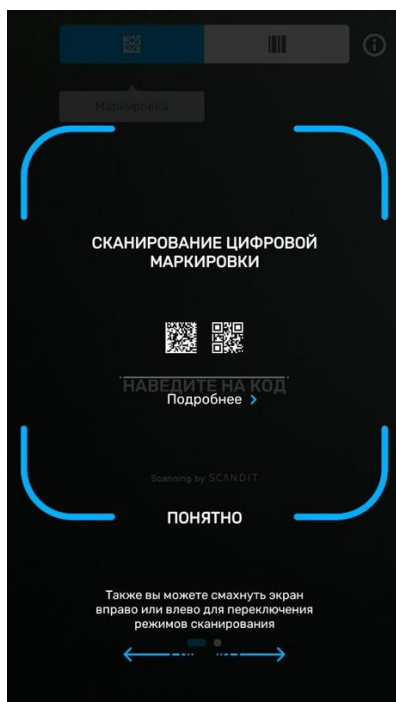 Маркировка
СКАНИРОВАНИЕ ЦИФРОВОЙ
МАРКИРОВКИ
НАВЕДИТЕ НА КОД
Подробнее >
Scanning by SCANDIT
ПОНЯТНО
Также вы можете смахнуть экран
вправо или влево для переключения
режимов сканирования